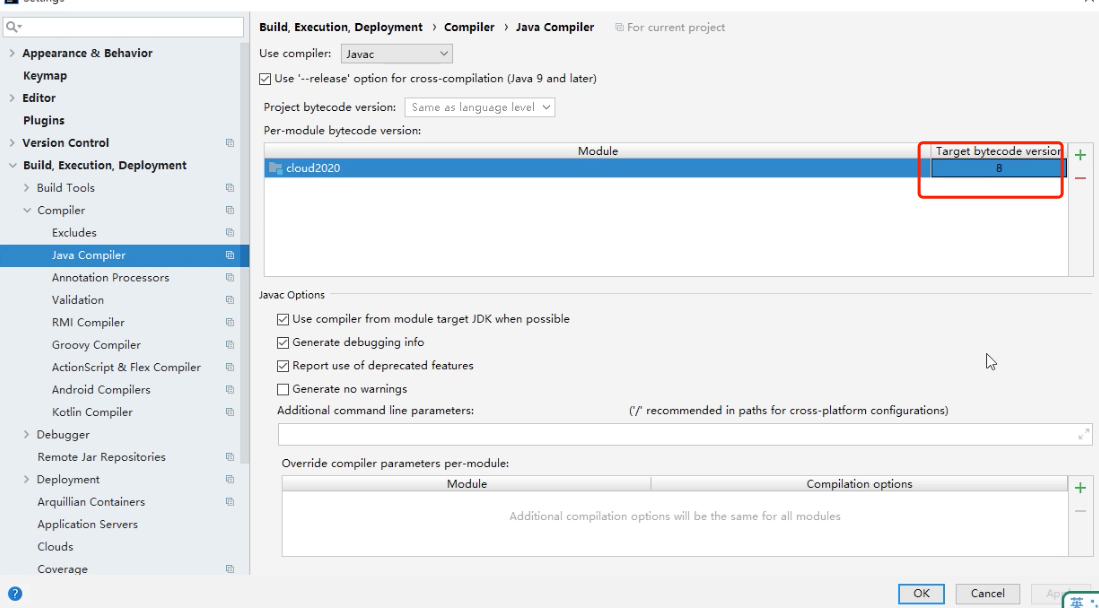 Settings
Build, Execution, Deployment › Compiler › Java Compiler For current project
Use compiler: Javac
Use '--release' option for cross-compilation (Java 9 and later)
Project bytecode version: Same as language level
Per-module bytecode version:
Module Target bytecode version
cloud2020 8
Appearance & Behavior
Keymap
Editor
Plugins
Version Control
Build, Execution, Deployment
Build Tools
Compiler
Excludes
Java Compiler
Annotation Processors
Validation
RMI Compiler
Groovy Compiler
ActionScript & Flex Compiler
Android Compilers
Kotlin Compiler
Debugger
Remote Jar Repositories
Deployment
Arquillian Containers
Application Servers
Clouds
Coverage
Javac Options
Use compiler from module target JDK when possible
Generate debugging info
Report use of deprecated features
Generate no warnings
Additional command line parameters: ('/' recommended in paths for cross-platform configurations)
Override compiler parameters per-module:
Module Compilation options
Additional compilation options will be the same for all modules
? OK Cancel
英